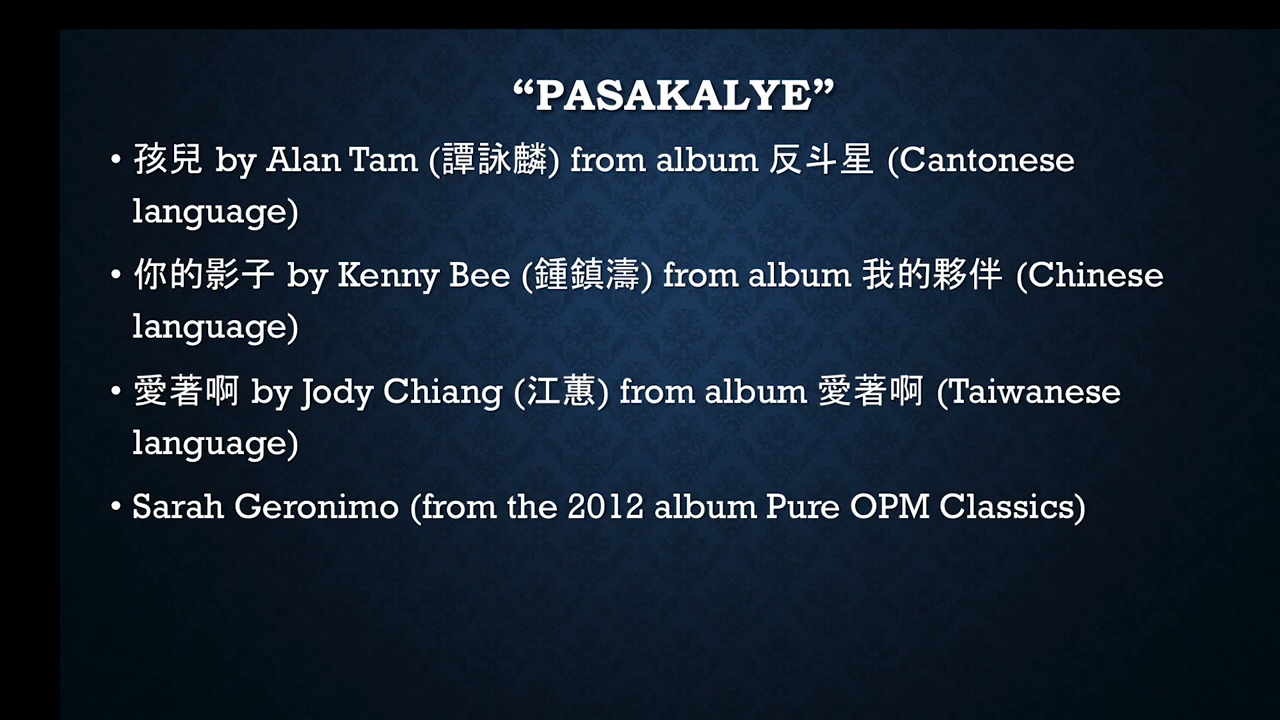 “PASAKALYE”
• 孩兒 by Alan Tam (譚詠麟) from album 反斗星 (Cantonese
language)
• 你的影子 by Kenny Bee (鍾鎮濤) from album 我的夥伴 (Chinese
language)
• 愛著啊 by Jody Chiang (江蕙) from album 愛著啊 (Taiwanese
language)
• Sarah Geronimo (from the 2012 album Pure OPM Classics)